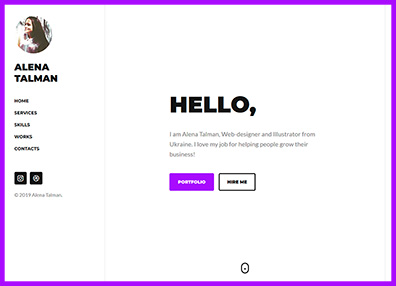 ALENA
TALMAN
HOME
SERVICES
SKILLS
WORKS
CONTACTS
© 2019 Alena Talman.
HELLO,
I am Alena Talman, Web-designer and Illustrator from
Ukraine. I love my job for helping people grow their
business!
PORTFOLIO
HIRE ME